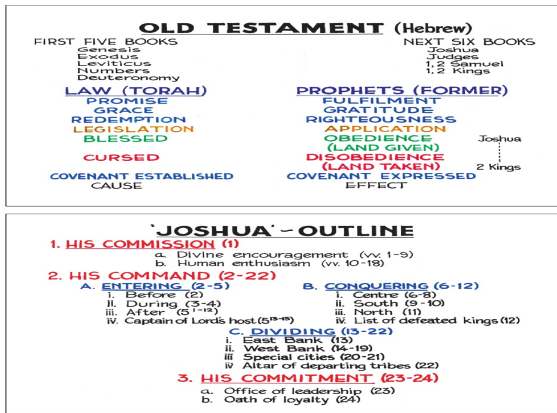 OLD TESTAMENT (Hebrew)
FIRST FIVE BOOKS
Genesis
Exodus
Leviticus
Numbers
Deuteronomy
NEXT SIX BOOKS
Joshua
Judges
1, 2 Samuel
1, 2 Kings
LAW (TORAH)
PROMISE
GRACE
REDEMPTION
LEGISLATION
BLESSED
CURSED
COVENANT ESTABLISHED
CAUSE
PROPHETS (FORMER)
FULFILMENT
GRATITUDE
RIGHTEOUSNESS
APPLICATION
OBEDIENCE
(LAND GIVEN)
DISOBEDIENCE
(LAND TAKEN)
COVENANT EXPRESSED
EFFECT
Joshua
2 Kings
'JOSHUA' - OUTLINE
1. HIS COMMISSION (1)
a. Divine encouragement (vv. 1-9)
b. Human enthusiasm (vv. 10-18)
2. HIS COMMAND (2-22)
A. ENTERING (2-5)
i. Before (2)
ii. During (3-4)
iii. After (5¹⁻¹²)
iv. Captain of Lord's host (5¹³⁻¹⁵)
B. CONQUERING (6-12)
i. Centre (6-8)
ii. South (9-10)
iii. North (11)
iv. List of defeated kings (12)
C. DIVIDING (13-22)
i. East Bank (13)
ii. West Bank (14-19)
iii Special cities (20-21)
iv Altar of departing tribes (22)
3. HIS COMMITMENT (23-24)
a. Office of leadership (23)
b. Oath of loyalty (24)